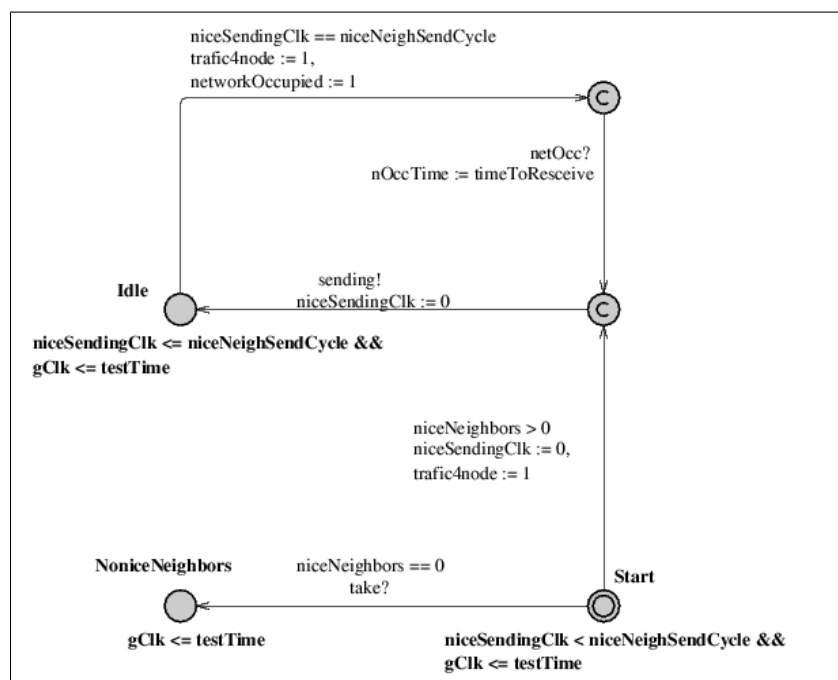 niceSendingClk == niceNeighSendCycle
trafic4node := 1,
networkOccupied := 1
C
netOcc?
nOccTime := timeToResceive
sending!
Idle
niceSendingClk := 0
C
niceSendingClk <= niceNeighSendCycle &&
gClk <= testTime
niceNeighbors > 0
niceSendingClk := 0,
trafic4node := 1
NoniceNeighbors
niceNeighbors == 0
take?
Start
gClk <= testTime
niceSendingClk < niceNeighSendCycle &&
gClk <= testTime